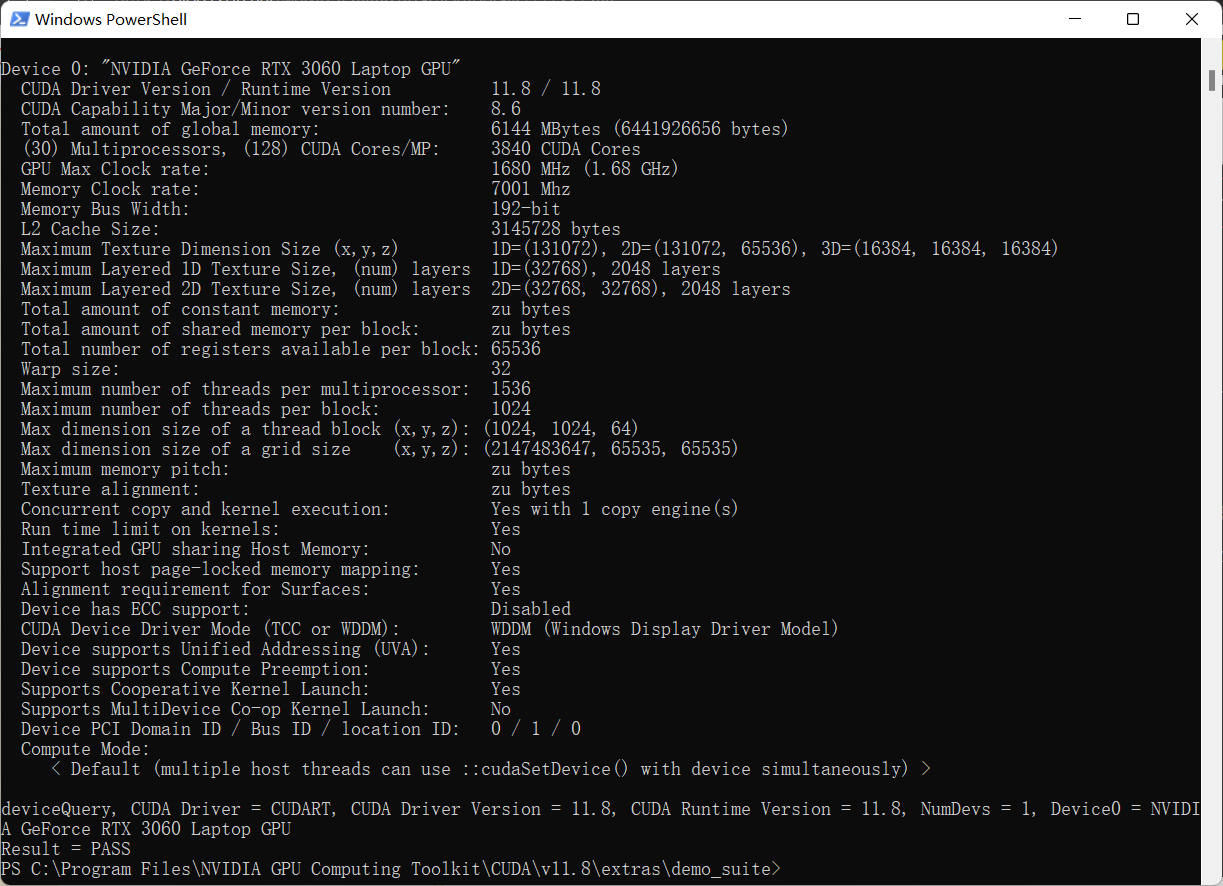 Windows PowerShell
Device 0: "NVIDIA GeForce RTX 3060 Laptop GPU"
  CUDA Driver Version / Runtime Version          11.8 / 11.8
  CUDA Capability Major/Minor version number:    8.6
  Total amount of global memory:                 6144 MBytes (6441926656 bytes)
  (30) Multiprocessors, (128) CUDA Cores/MP:     3840 CUDA Cores
  GPU Max Clock rate:                            1680 MHz (1.68 GHz)
  Memory Clock rate:                             7001 Mhz
  Memory Bus Width:                              192-bit
  L2 Cache Size:                                 3145728 bytes
  Maximum Texture Dimension Size (x,y,z)         1D=(131072), 2D=(131072, 65536), 3D=(16384, 16384, 16384)
  Maximum Layered 1D Texture Size, (num) layers  1D=(32768), 2048 layers
  Maximum Layered 2D Texture Size, (num) layers  2D=(32768, 32768), 2048 layers
  Total amount of constant memory:               zu bytes
  Total amount of shared memory per block:       zu bytes
  Total number of registers available per block: 65536
  Warp size:                                     32
  Maximum number of threads per multiprocessor:  1536
  Maximum number of threads per block:           1024
  Max dimension size of a thread block (x,y,z): (1024, 1024, 64)
  Max dimension size of a grid size    (x,y,z): (2147483647, 65535, 65535)
  Maximum memory pitch:                          zu bytes
  Texture alignment:                             zu bytes
  Concurrent copy and kernel execution:          Yes with 1 copy engine(s)
  Run time limit on kernels:                     Yes
  Integrated GPU sharing Host Memory:            No
  Support host page-locked memory mapping:       Yes
  Alignment requirement for Surfaces:            Yes
  Device has ECC support:                        Disabled
  CUDA Device Driver Mode (TCC or WDDM):         WDDM (Windows Display Driver Model)
  Device supports Unified Addressing (UVA):      Yes
  Device supports Compute Preemption:            Yes
  Supports Cooperative Kernel Launch:            Yes
  Supports MultiDevice Co-op Kernel Launch:      No
  Device PCI Domain ID / Bus ID / location ID:   0 / 1 / 0
  Compute Mode:
     < Default (multiple host threads can use ::cudaSetDevice() with device simultaneously) >
deviceQuery, CUDA Driver = CUDART, CUDA Driver Version = 11.8, CUDA Runtime Version = 11.8, NumDevs = 1, Device0 = NVIDI
A GeForce RTX 3060 Laptop GPU
Result = PASS
PS C:\Program Files\NVIDIA GPU Computing Toolkit\CUDA\v11.8\extras\demo_suite>